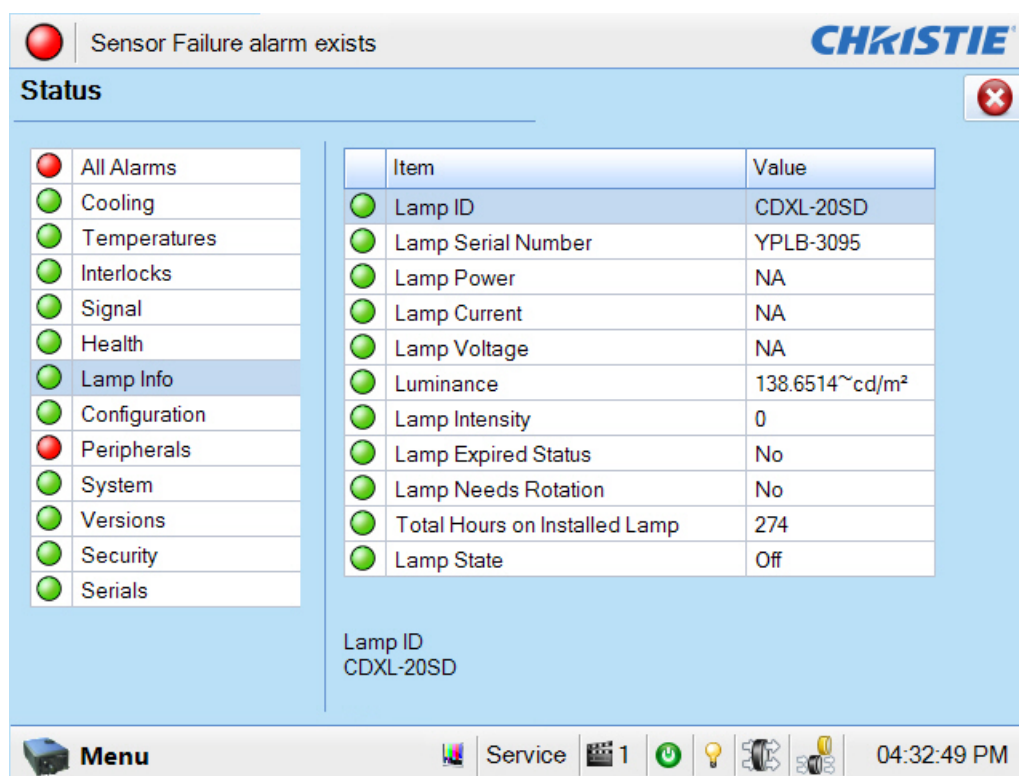 Sensor Failure alarm exists
CHRISTIE
Status
All Alarms
Cooling
Temperatures
Interlocks
Signal
Health
Lamp Info
Configuration
Peripherals
System
Versions
Security
Serials
Item Value
Lamp ID CDXL-20SD
Lamp Serial Number YPLB-3095
Lamp Power NA
Lamp Current NA
Lamp Voltage NA
Luminance 138.6514~cd/m²
Lamp Intensity 0
Lamp Expired Status No
Lamp Needs Rotation No
Total Hours on Installed Lamp 274
Lamp State Off
Lamp ID
CDXL-20SD
Menu Service 1 04:32:49 PM